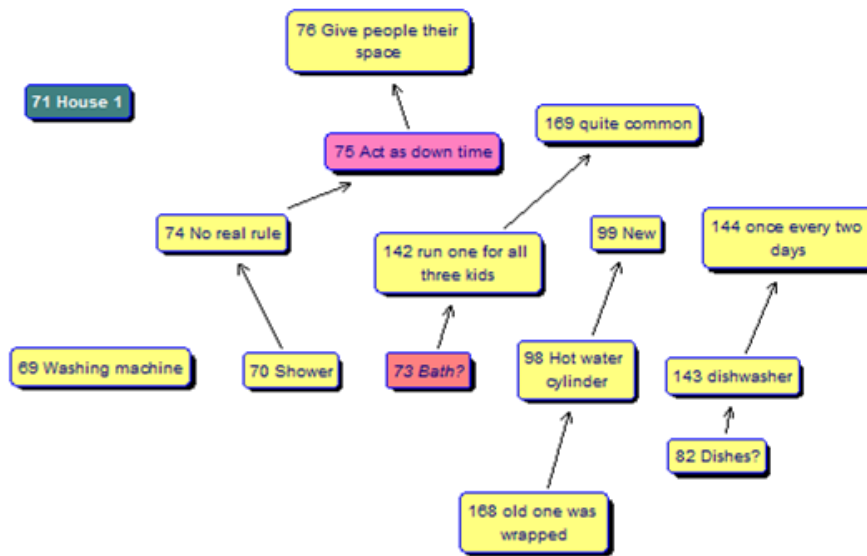 76 Give people their
space
71 House 1
169 quite common
75 Act as down time
74 No real rule
142 run one for all
three kids
99 New
144 once every two
days
69 Washing machine
70 Shower
73 Bath?
98 Hot water
cylinder
143 dishwasher
82 Dishes?
168 old one was
wrapped